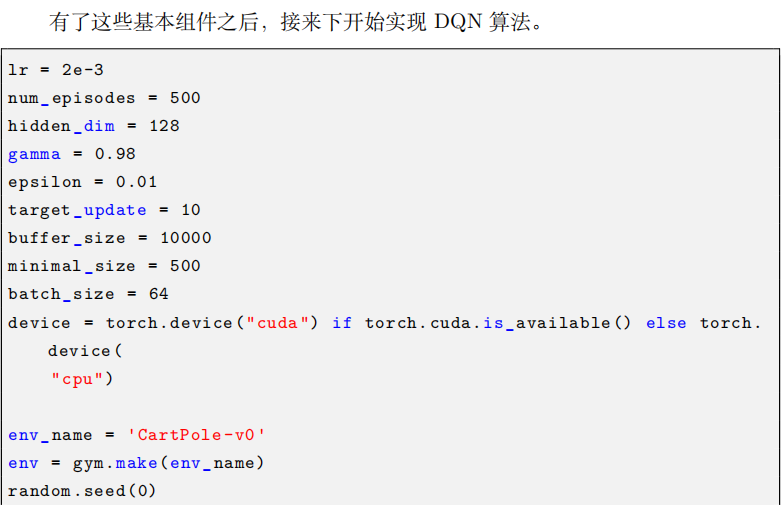 有了这些基本组件之后，接来下开始实现 DQN 算法。
lr = 2e-3
num_episodes = 500
hidden_dim = 128
gamma = 0.98
epsilon = 0.01
target_update = 10
buffer_size = 10000
minimal_size = 500
batch_size = 64
device = torch.device("cuda") if torch.cuda.is_available() else torch.
device(
"cpu")
env_name = 'CartPole-v0'
env = gym.make(env_name)
random.seed(0)